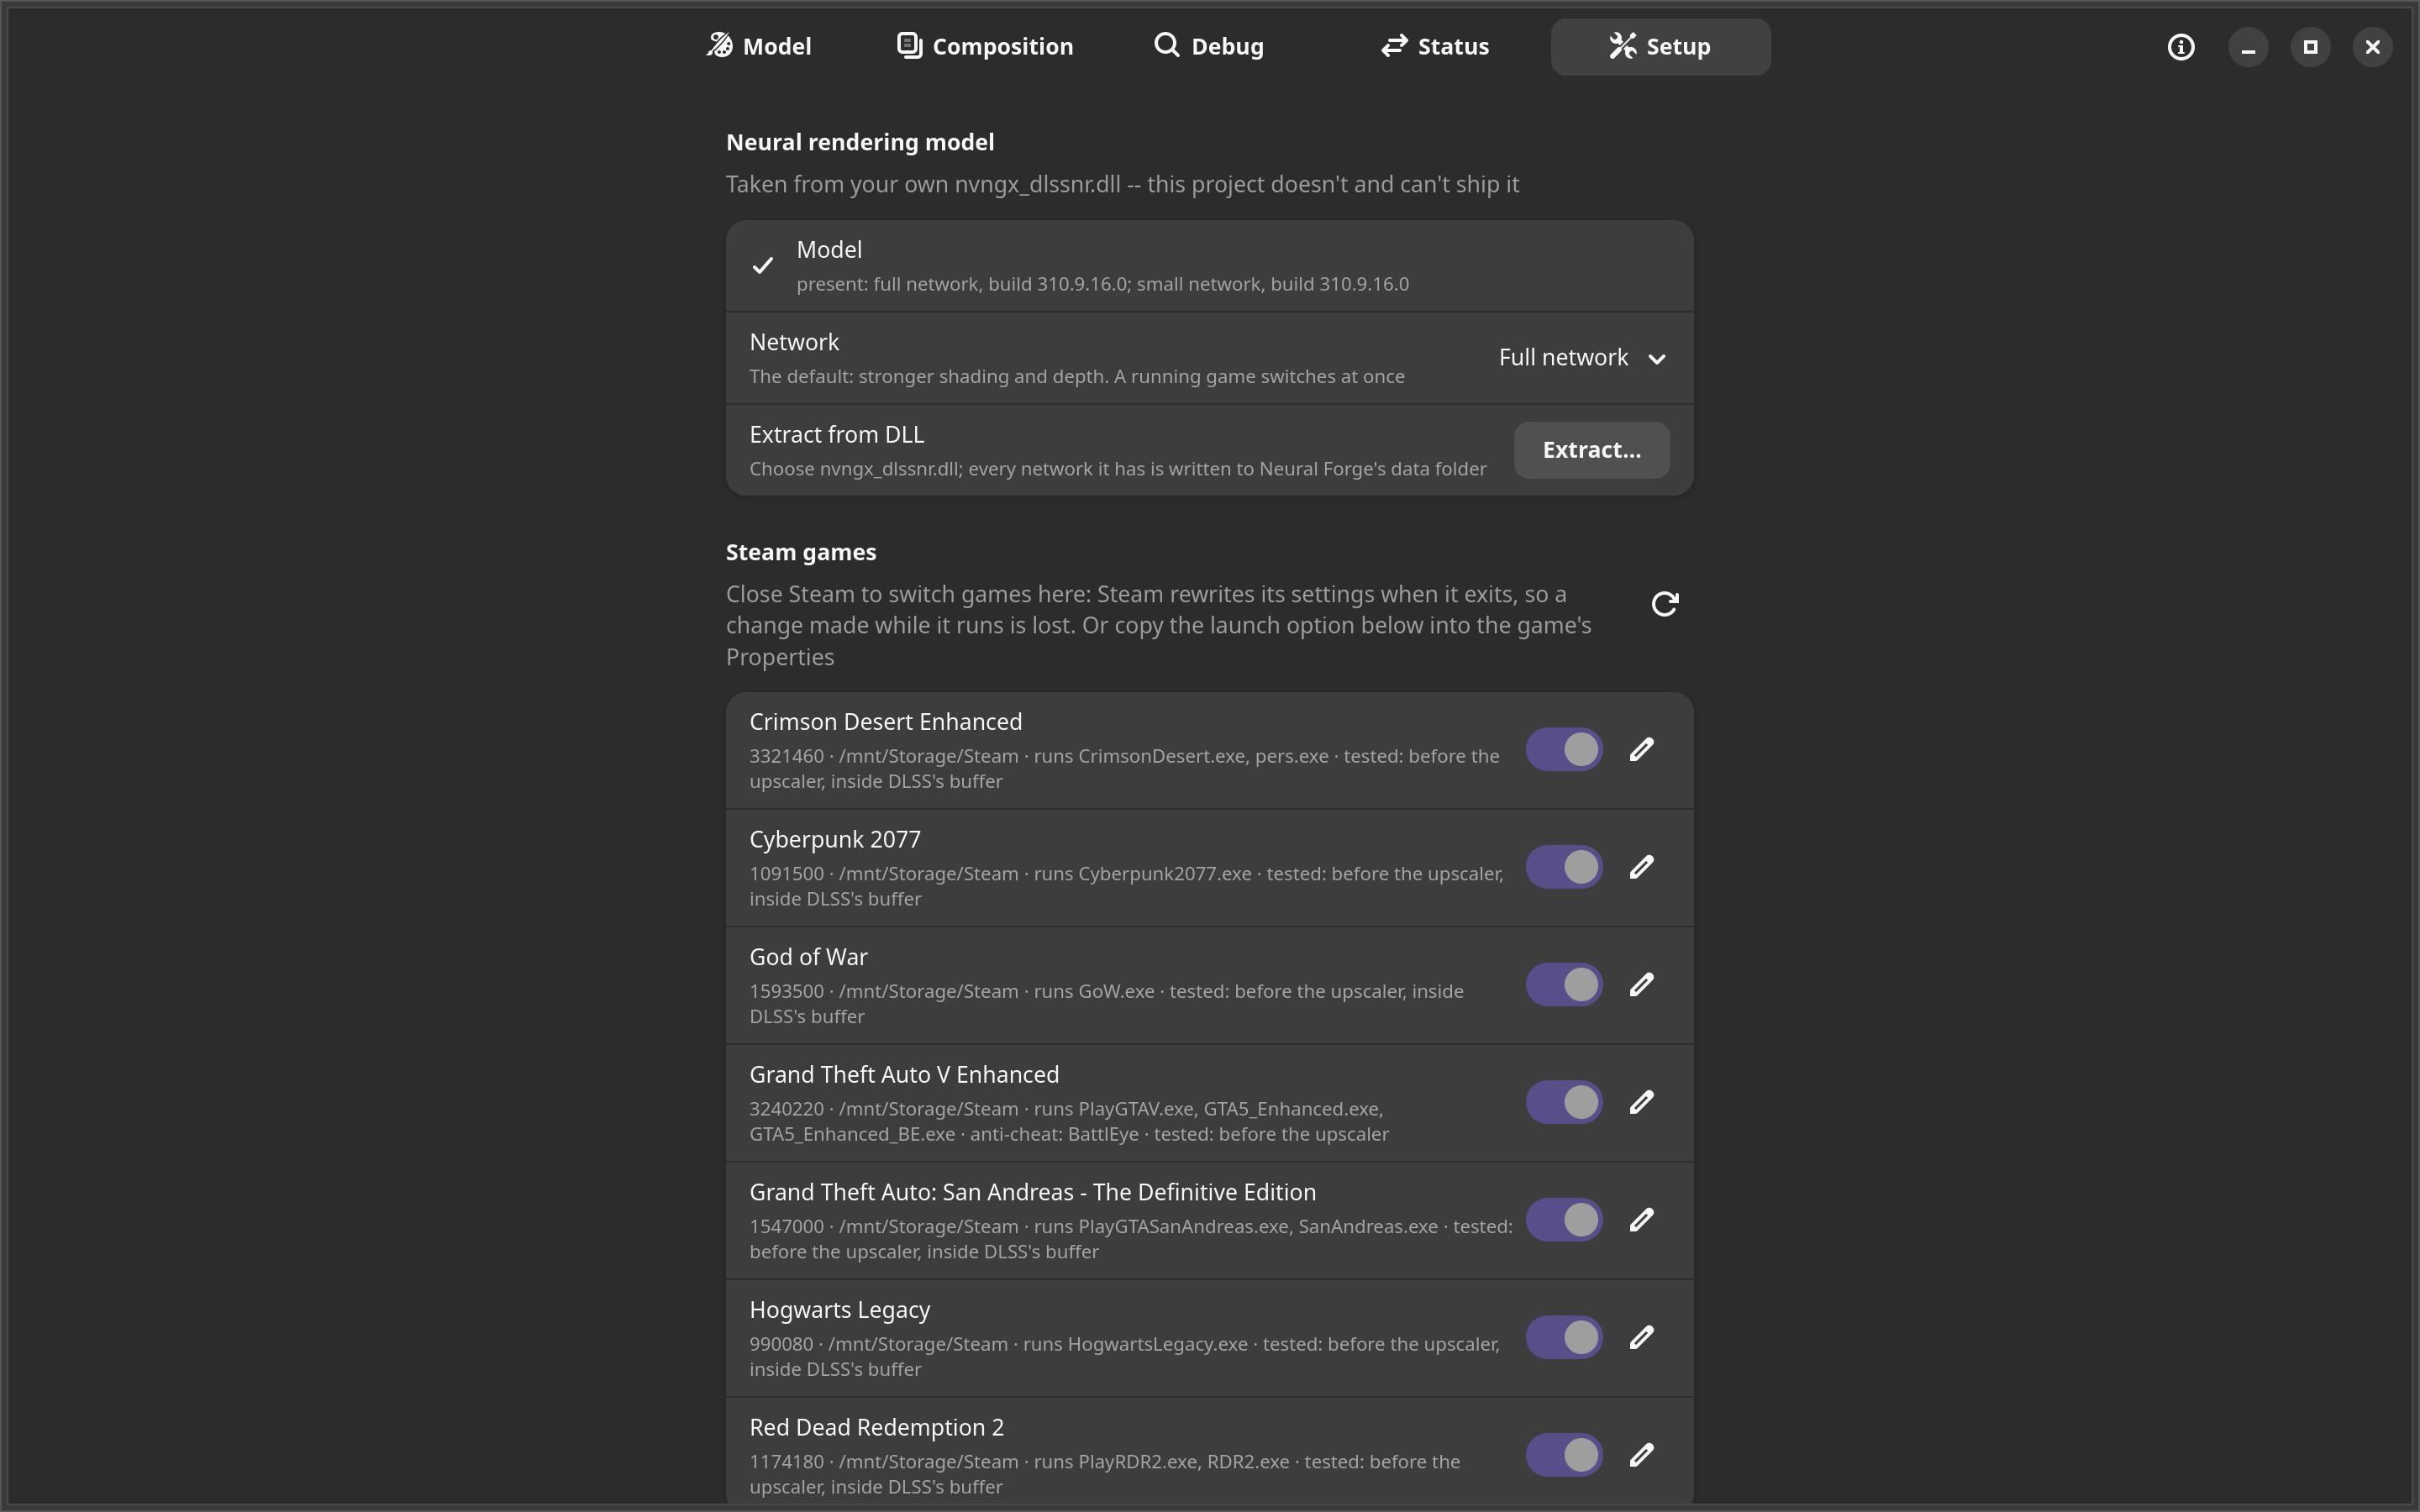 Model
Composition
Debug
Status
Setup
Neural rendering model
Taken from your own nvngx_dlssnr.dll -- this project doesn't and can't ship it
Model
present: full network, build 310.9.16.0; small network, build 310.9.16.0
Network
The default: stronger shading and depth. A running game switches at once
Full network
Extract from DLL
Choose nvngx_dlssnr.dll; every network it has is written to Neural Forge's data folder
Extract...
Steam games
Close Steam to switch games here: Steam rewrites its settings when it exits, so a
change made while it runs is lost. Or copy the launch option below into the game's
Properties
Crimson Desert Enhanced
3321460 · /mnt/Storage/Steam · runs CrimsonDesert.exe, pers.exe · tested: before the
upscaler, inside DLSS's buffer
Cyberpunk 2077
1091500 · /mnt/Storage/Steam · runs Cyberpunk2077.exe · tested: before the upscaler,
inside DLSS's buffer
God of War
1593500 · /mnt/Storage/Steam · runs GoW.exe · tested: before the upscaler, inside
DLSS's buffer
Grand Theft Auto V Enhanced
3240220 · /mnt/Storage/Steam · runs PlayGTAV.exe, GTA5_Enhanced.exe,
GTA5_Enhanced_BE.exe · anti-cheat: BattlEye · tested: before the upscaler
Grand Theft Auto: San Andreas - The Definitive Edition
1547000 · /mnt/Storage/Steam · runs PlayGTASanAndreas.exe, SanAndreas.exe · tested:
before the upscaler, inside DLSS's buffer
Hogwarts Legacy
990080 · /mnt/Storage/Steam · runs HogwartsLegacy.exe · tested: before the upscaler,
inside DLSS's buffer
Red Dead Redemption 2
1174180 · /mnt/Storage/Steam · runs PlayRDR2.exe, RDR2.exe · tested: before the
upscaler, inside DLSS's buffer